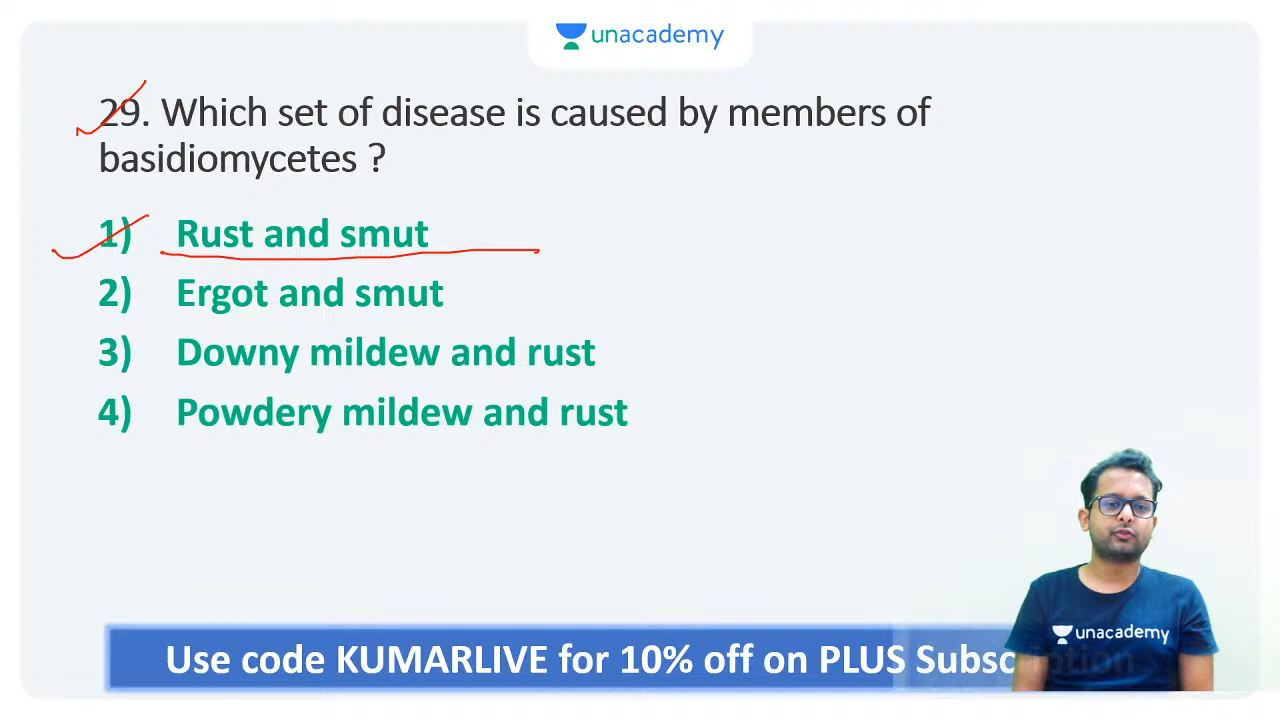 unacademy
29. Which set of disease is caused by members of
basidiomycetes ?
1) Rust and smut
2) Ergot and smut
3) Downy mildew and rust
4) Powdery mildew and rust
unacademy
Use code KUMARLIVE for 10% off on PLUS Subscription